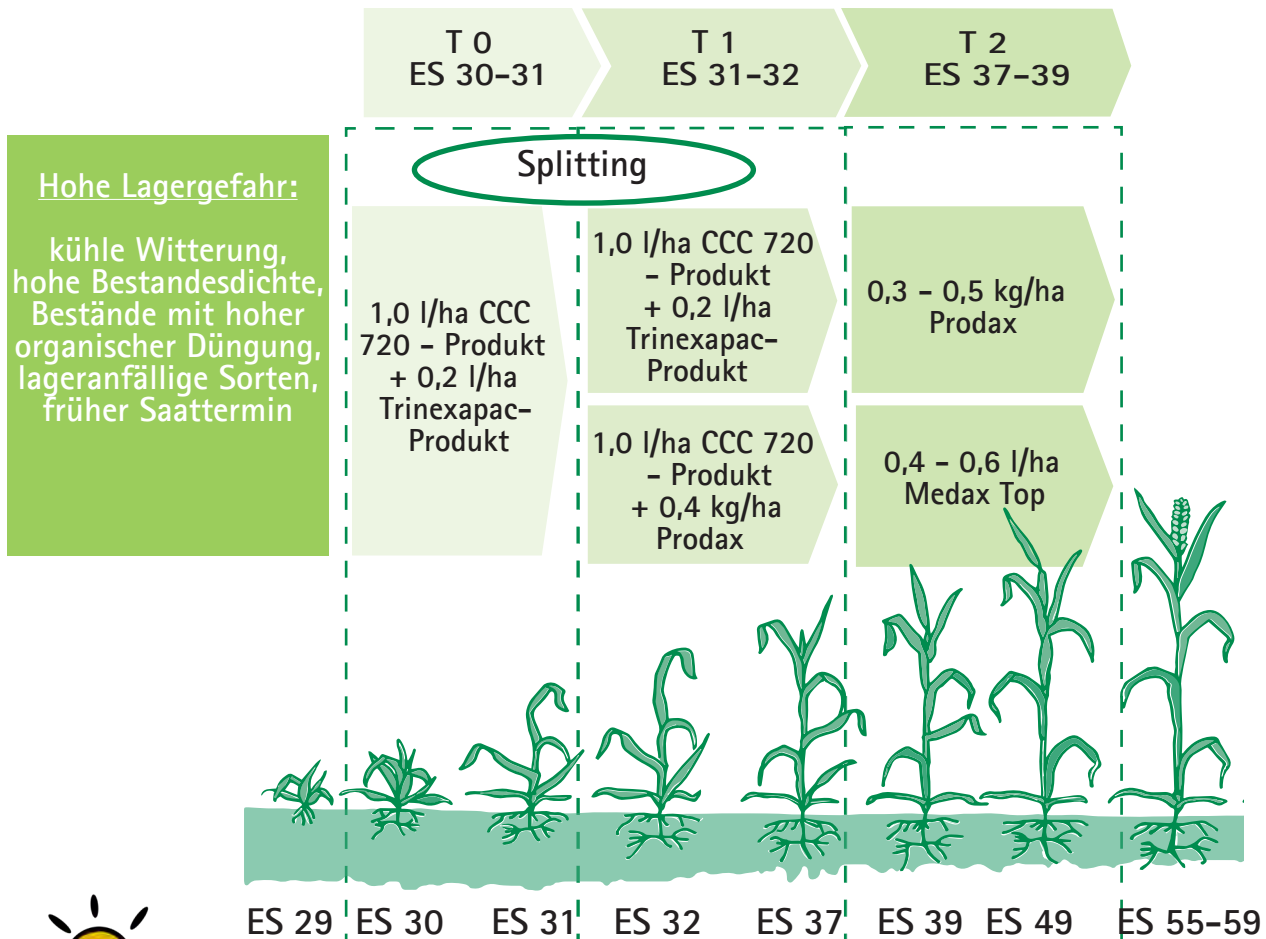 T 0
ES 30–31
T 1
ES 31–32
T 2
ES 37–39
Splitting
Hohe Lagergefahr:
kühle Witterung,
hohe Bestandesdichte,
Bestände mit hoher
organischer Düngung,
lageranfällige Sorten,
früher Saattermin
1,0 l/ha CCC
720 – Produkt
+ 0,2 l/ha
Trinexapac–
Produkt
1,0 l/ha CCC 720
– Produkt
+ 0,2 l/ha
Trinexapac–
Produkt
1,0 l/ha CCC 720
– Produkt
+ 0,4 kg/ha
Prodax
0,3 – 0,5 kg/ha
Prodax
0,4 – 0,6 l/ha
Medax Top
ES 29 ES 30 ES 31 ES 32 ES 37 ES 39 ES 49 ES 55–59